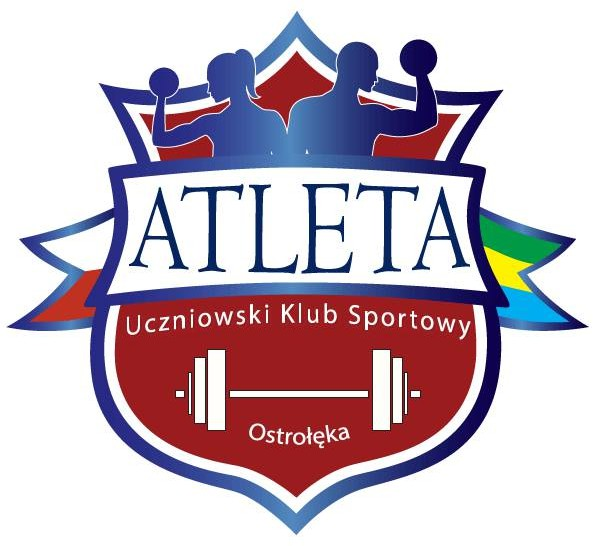 ATLETA
Uczniowski Klub Sportowy
Ostrołęka